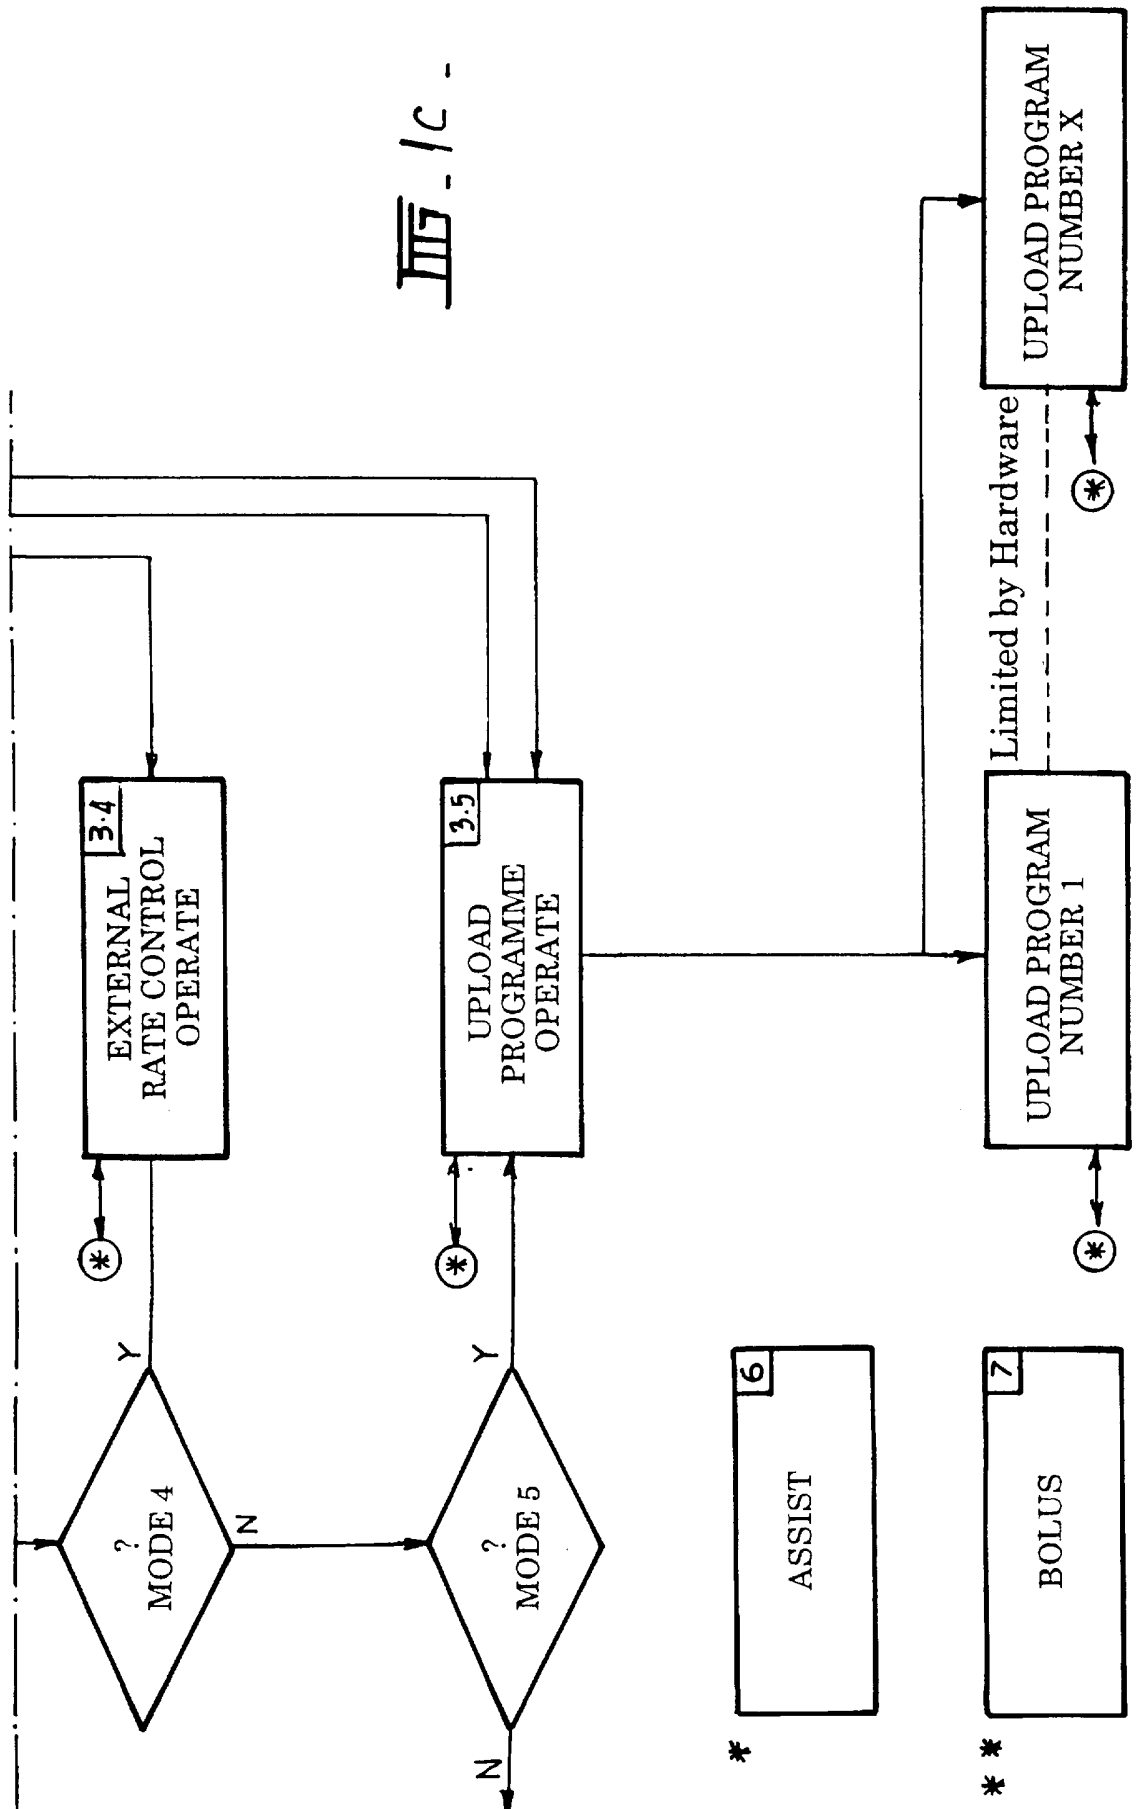 ?
MODE 4
Y
N
*
3.4
EXTERNAL
RATE CONTROL
OPERATE
?
MODE 5
Y
N
*
3.5
UPLOAD
PROGRAMME
OPERATE
FIG. 1C.
* 6
ASSIST
* * 7
BOLUS
UPLOAD PROGRAM
NUMBER 1
*
Limited by Hardware
UPLOAD PROGRAM
NUMBER X
*